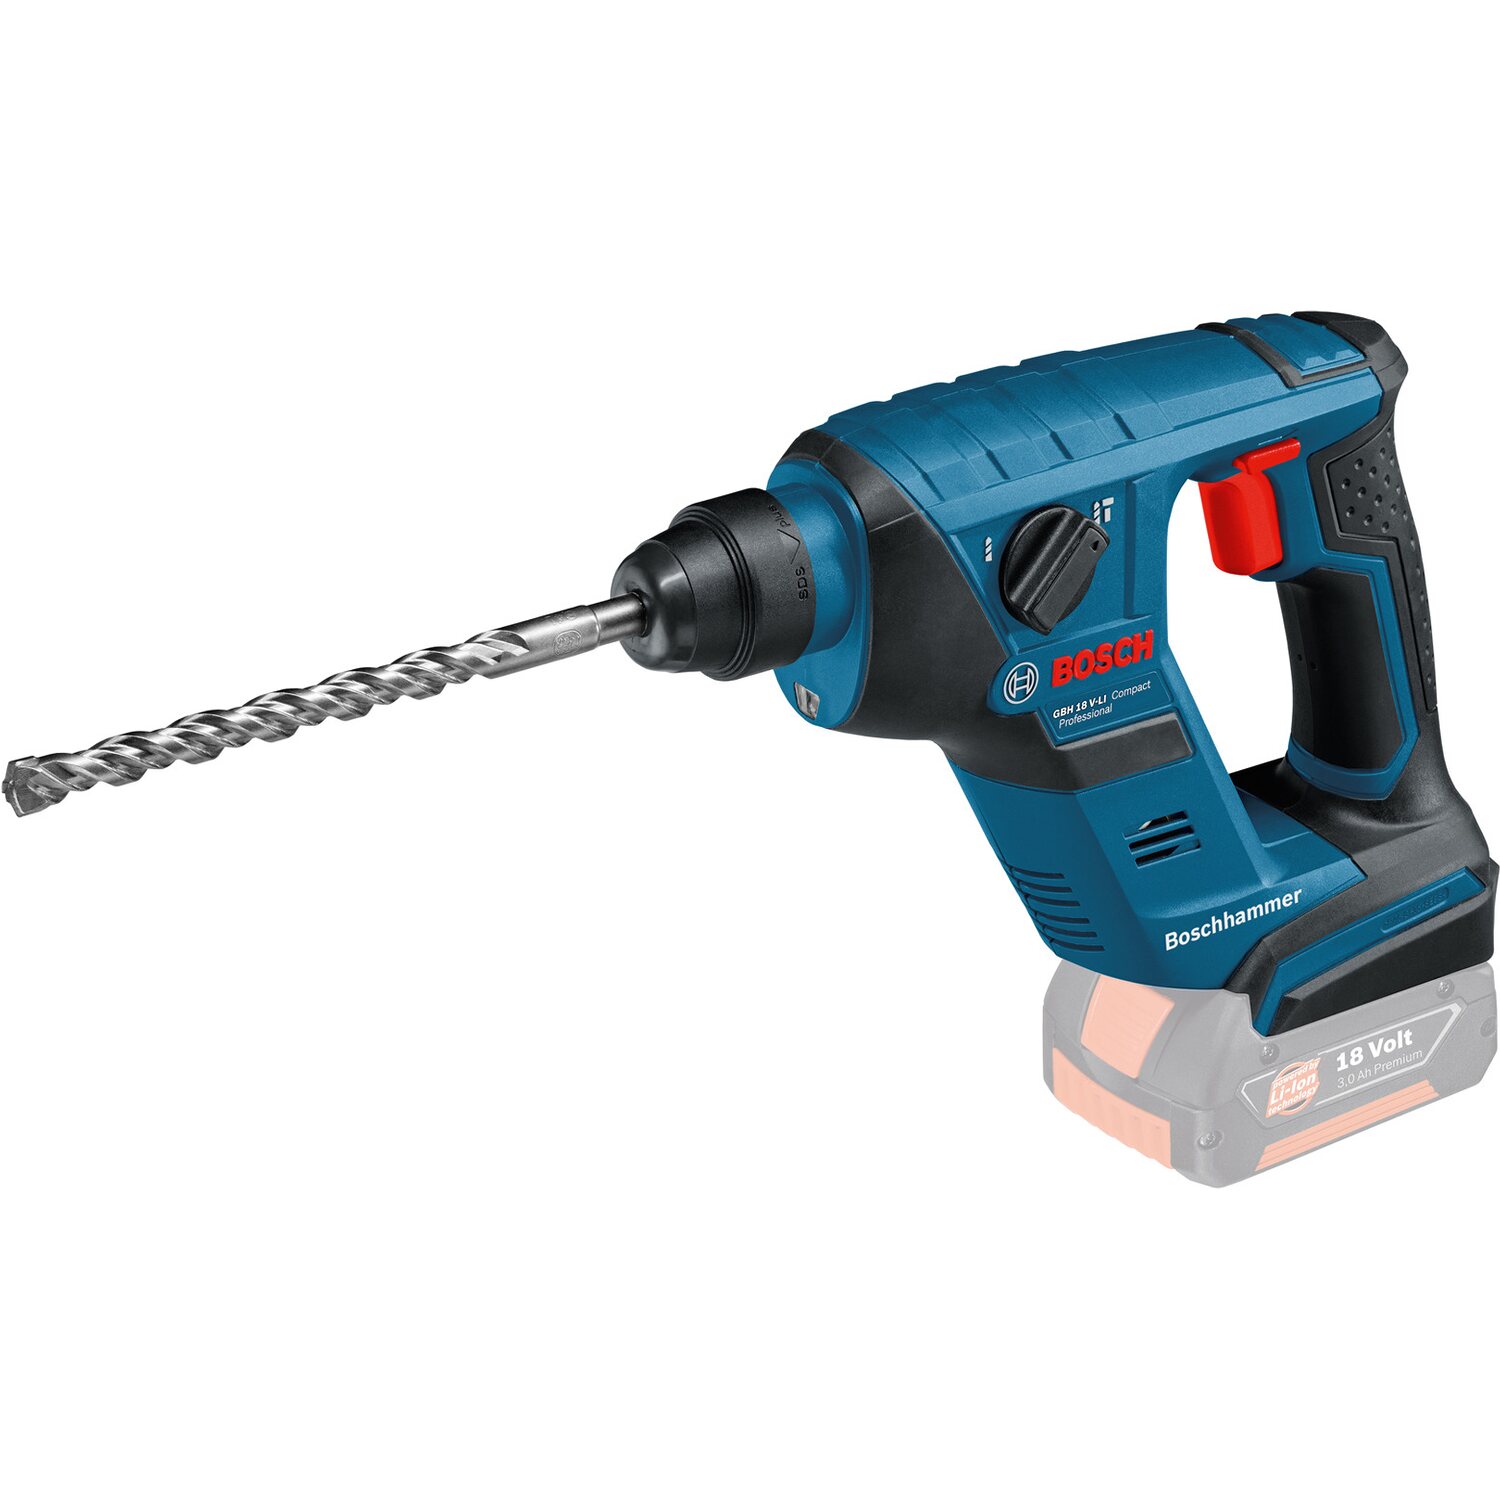 SDS plus
BOSCH
GBH 18 V-LI Compact
Professional
Boschhammer
Powered by
Li-Ion
technology
18 Volt
3,0 Ah Premium